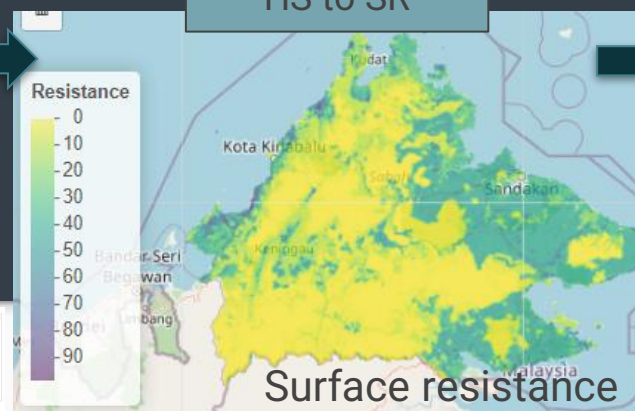 HS to SR
Resistance
0
10
20
30
40
50
60
70
80
90
Kudat
Kota Kinabalu
Sabah
Sandakan
Keningau
Bandar Seri
Begawan
Limbang
Malaysia
Surface resistance